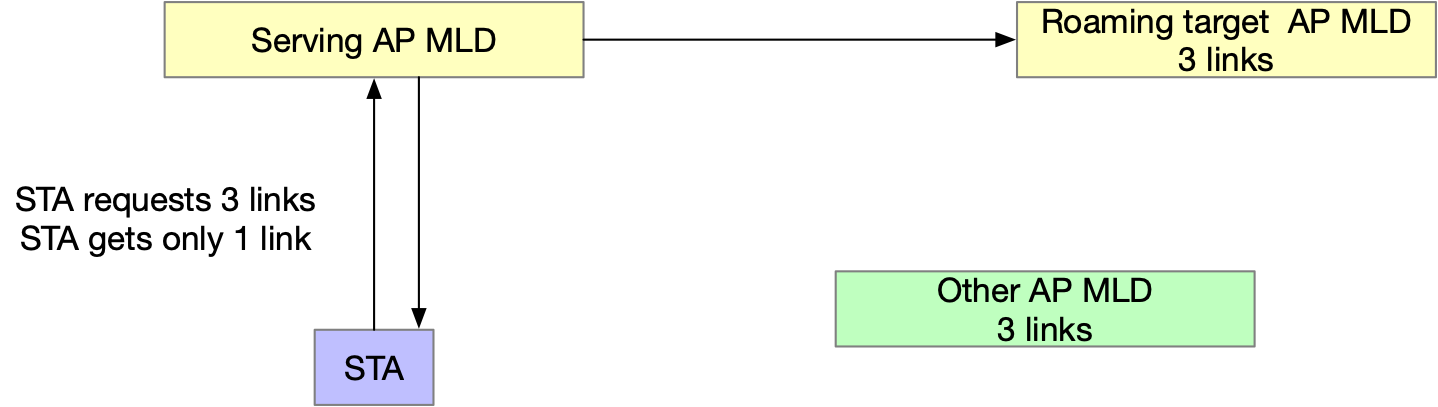 Serving AP MLD
Roaming target  AP MLD
3 links
STA requests 3 links
STA gets only 1 link
Other AP MLD
3 links
STA